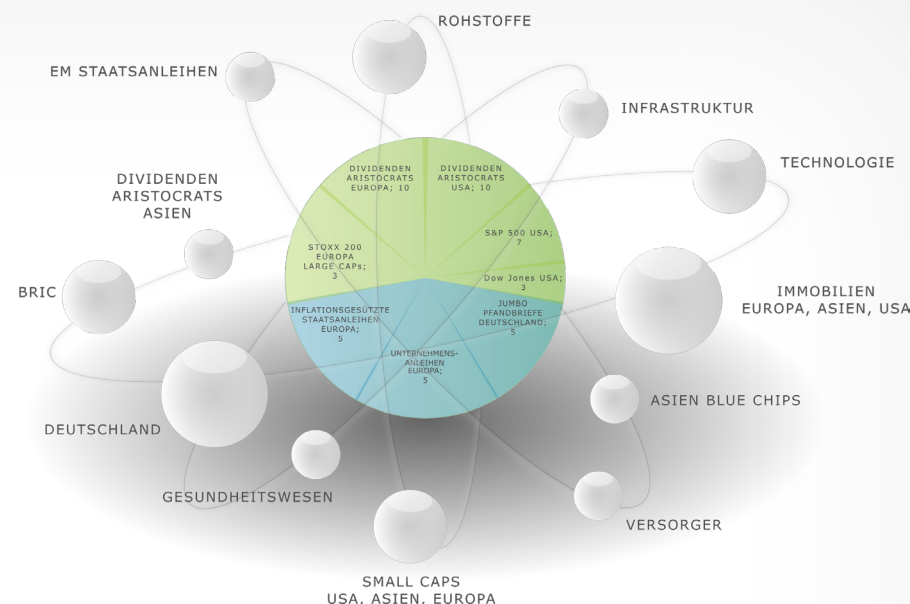 ROHSTOFFE
EM STAATSANLEIHEN
INFRASTRUKTUR
TECHNOLOGIE
DIVIDENDEN
ARISTOCRATS
EUROPA; 10
DIVIDENDEN
ARISTOCRATS
USA; 10
DIVIDENDEN
ARISTOCRATS
ASIEN
S&P 500 USA;
7
STOXX 200
EUROPA
LARGE CAPs;
3
Dow Jones USA;
3
BRIC
IMMOBILIEN
EUROPA, ASIEN, USA
INFLATIONSGESÜTZTE
STAATSANLEIHEN
EUROPA;
5
JUMBO
PFANDBRIEFE
DEUTSCHLAND;
5
UNTERNEHMENS-
ANLEIHEN
EUROPA;
5
ASIEN BLUE CHIPS
DEUTSCHLAND
GESUNDHEITSWESEN
VERSORGER
SMALL CAPS
USA, ASIEN, EUROPA